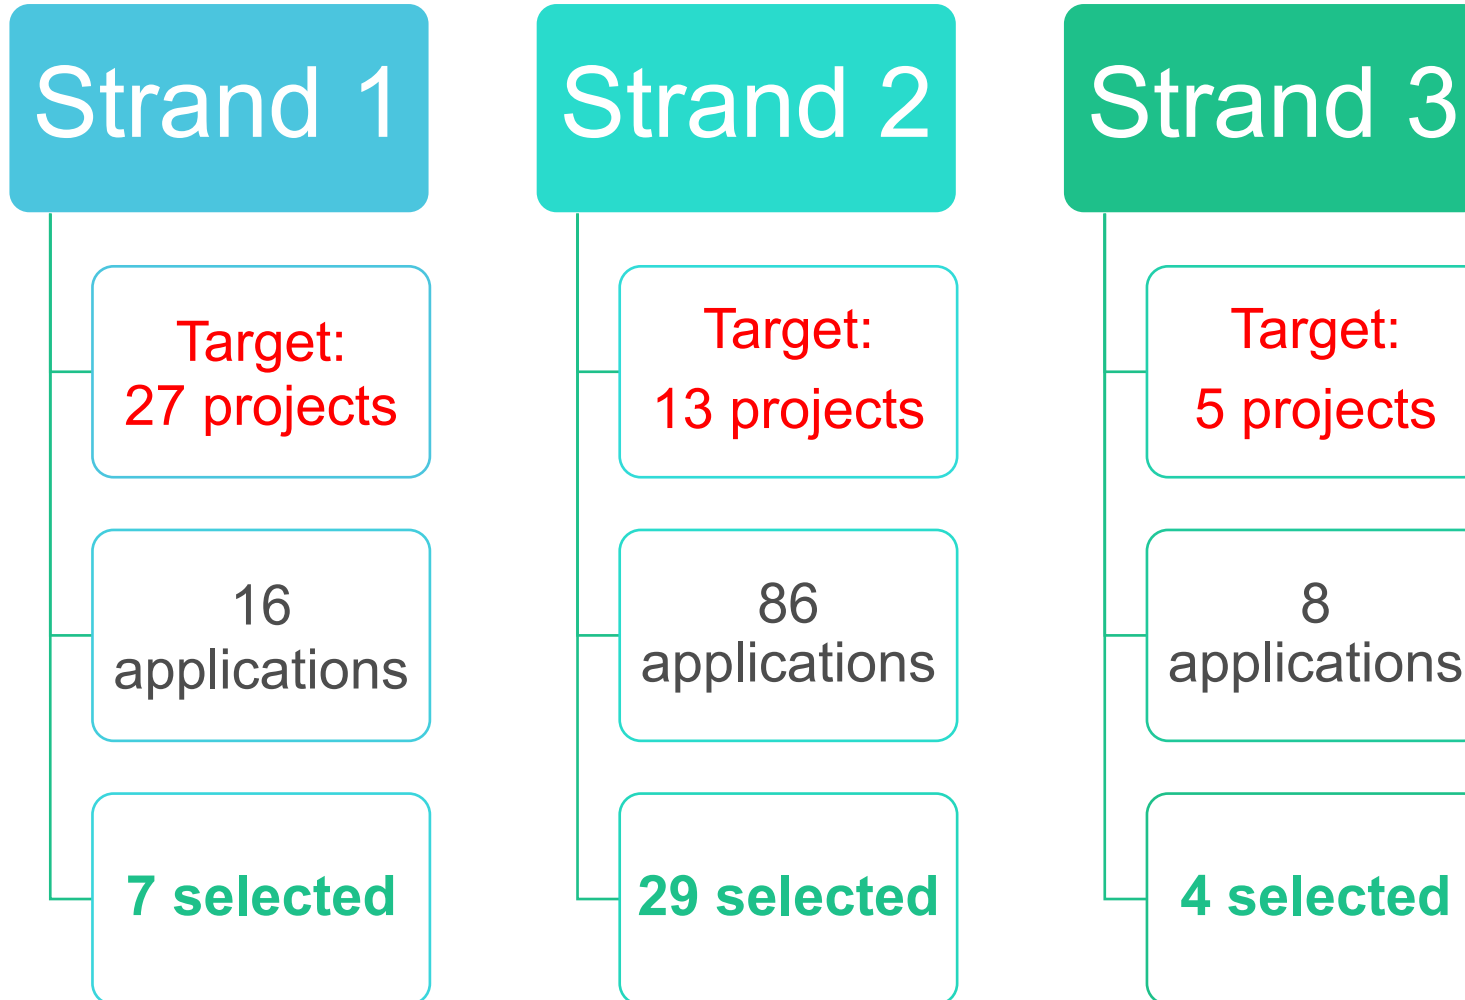 Strand 1
Target:
27 projects
16
applications
7 selected
Strand 2
Target:
13 projects
86
applications
29 selected
Strand 3
Target:
5 projects
8
applications
4 selected